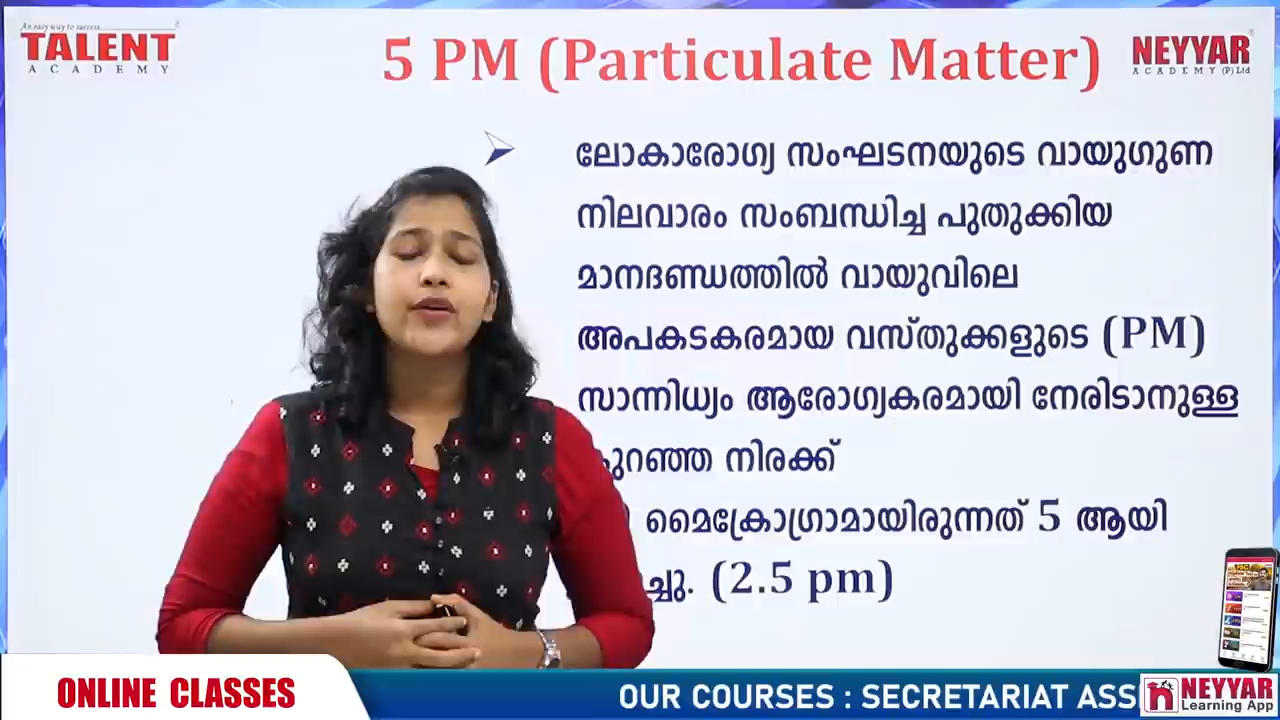 An easy way to success
TALENT
ACADEMY
5 PM (Particulate Matter)
NEYYAR
ACADEMY (P) Ltd
ലോകാരോഗ്യ സംഘടനയുടെ വായുഗുണ
നിലവാരം സംബന്ധിച്ച പുതുക്കിയ
മാനദണ്ഡത്തിൽ വായുവിലെ
അപകടകരമായ വസ്തുക്കളുടെ (PM)
സാന്നിധ്യം ആരോഗ്യകരമായി നേരിടാനുള്ള
നിരക്ക്
മൈക്രോഗ്രാമായിരുന്നത് 5 ആയി
(2.5 pm)
ONLINE CLASSES
OUR COURSES : SECRETARIAT ASS
NEYYAR
Learning App